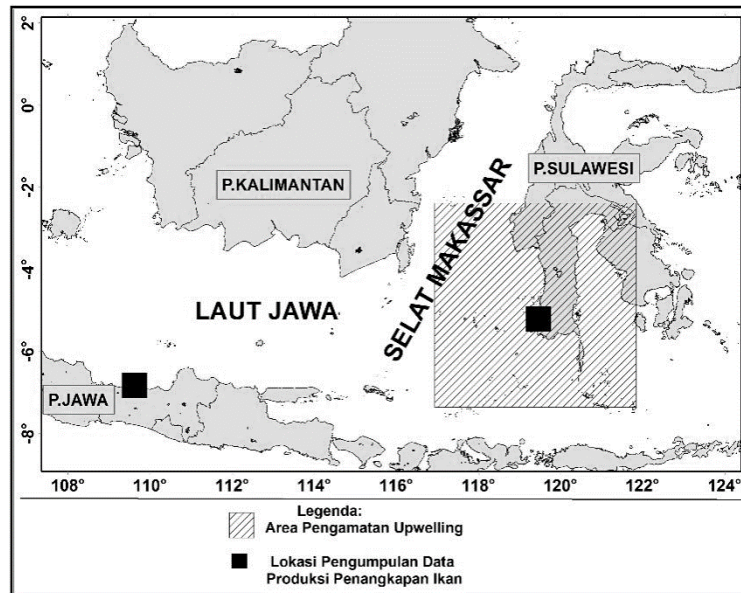 2°
0°
-2°
-4°
-6°
-8°
P.KALIMANTAN
P.SULAWESI
SELAT MAKASSAR
LAUT JAWA
P.JAWA
108° 110° 112° 114° 116° 118° 120° 122° 124°
Legenda:
Area Pengamatan Upwelling
Lokasi Pengumpulan Data
Produksi Penangkapan Ikan